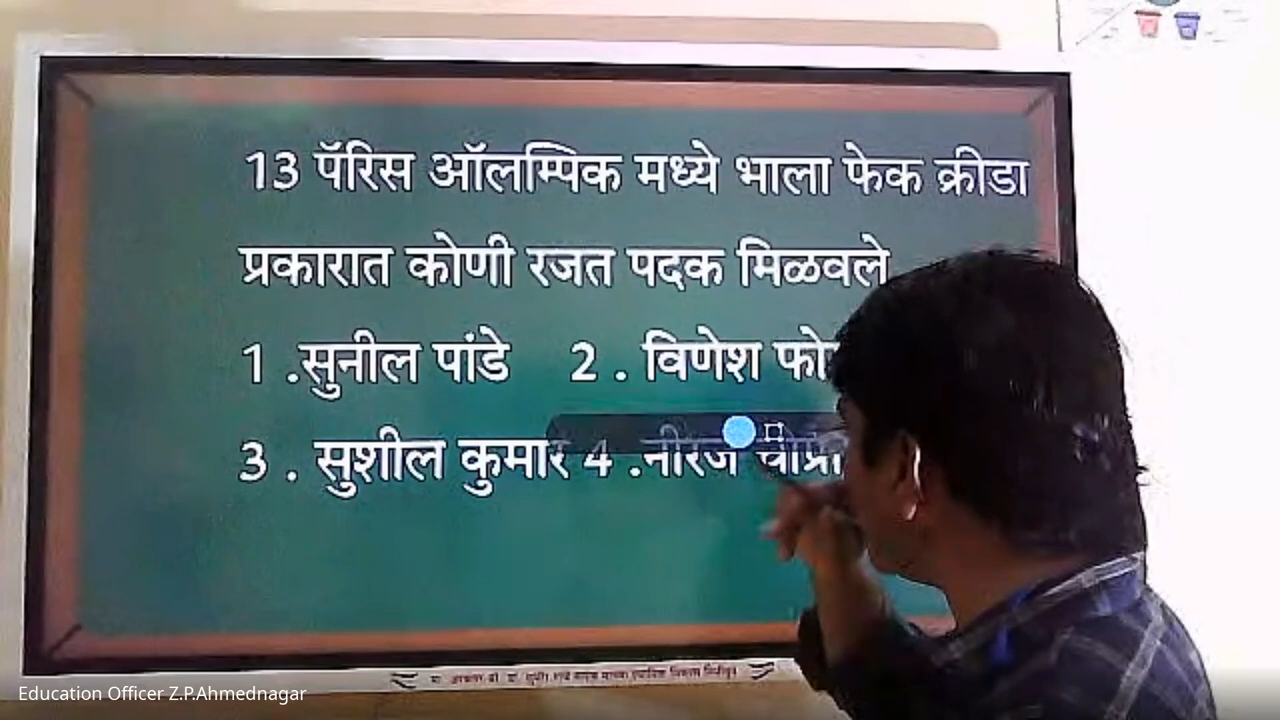 13 पॅरिस ऑलम्पिक मध्ये भाला फेक क्रीडा
प्रकारात कोणी रजत पदक मिळवले
1 .सुनील पांडे 2 . विणेश
3 . सुशील कुमार 4 .नीरज
Education Officer Z.P.Ahmednagar